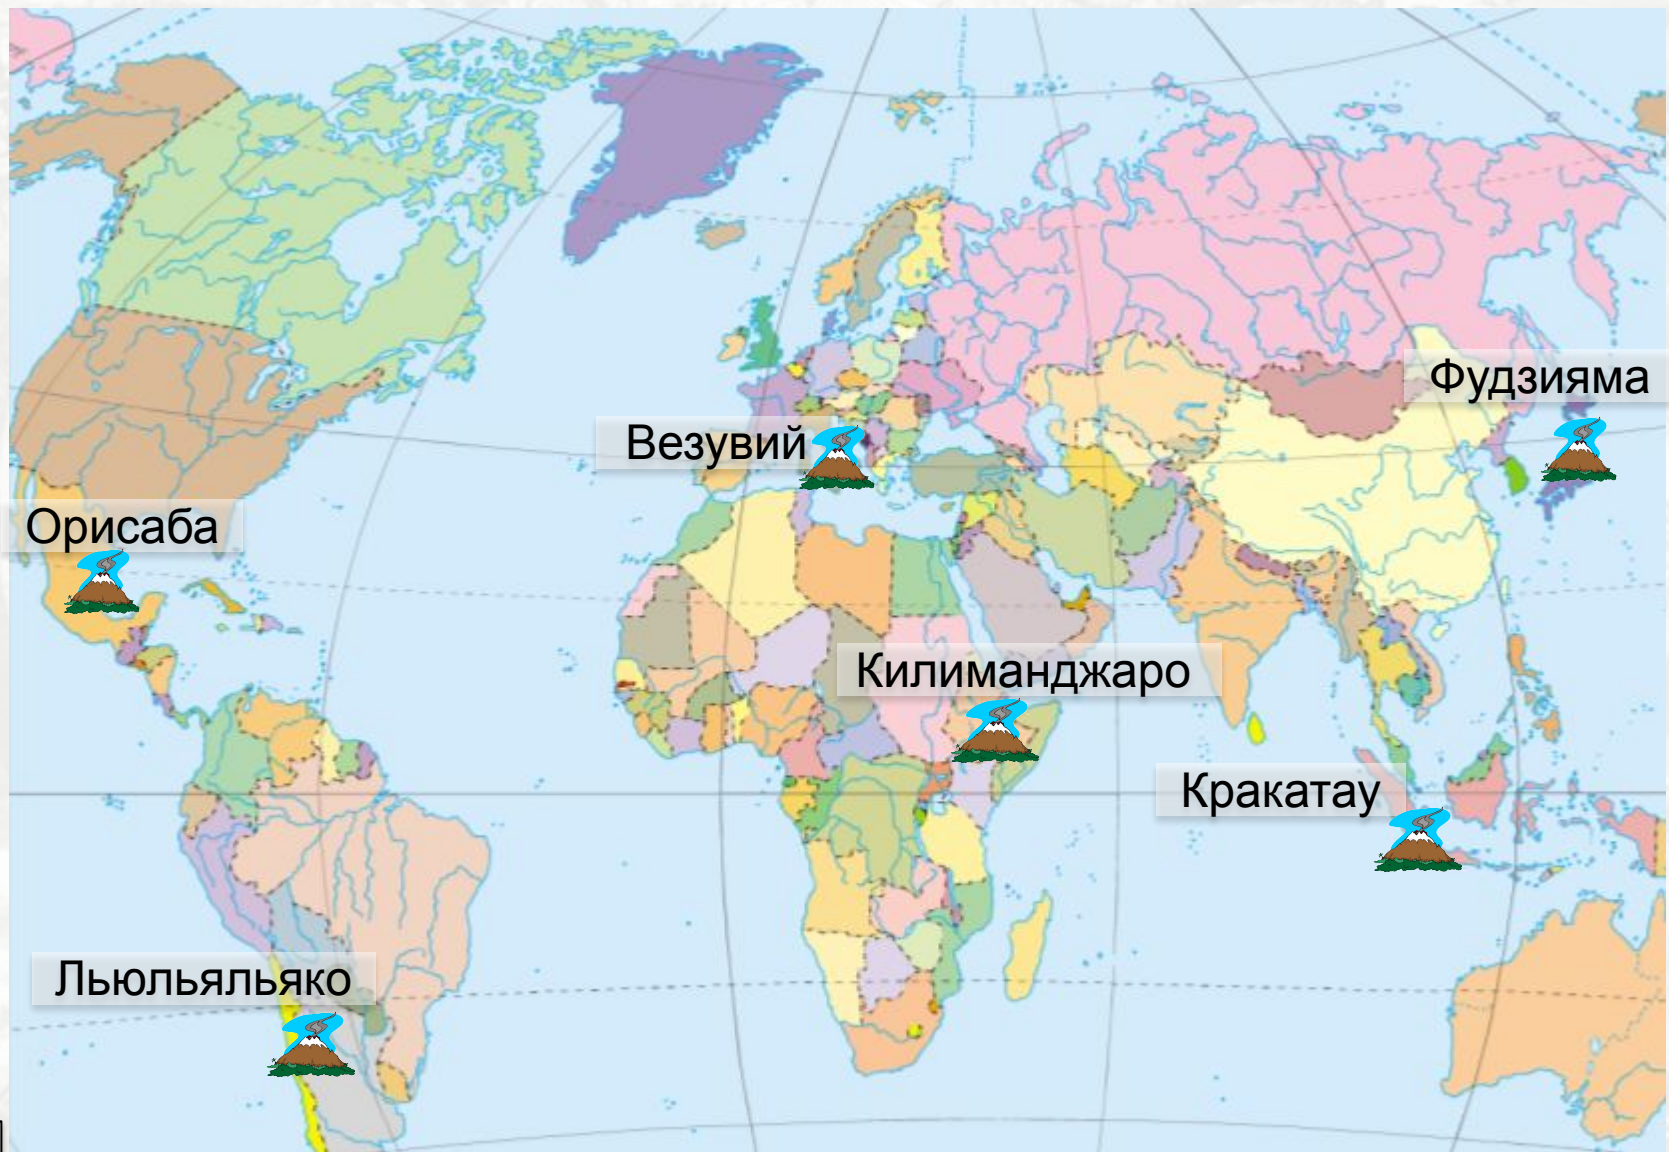 Фудзияма
Везувий
Орисаба
Килиманджаро
Кракатау
Льюльяльяко